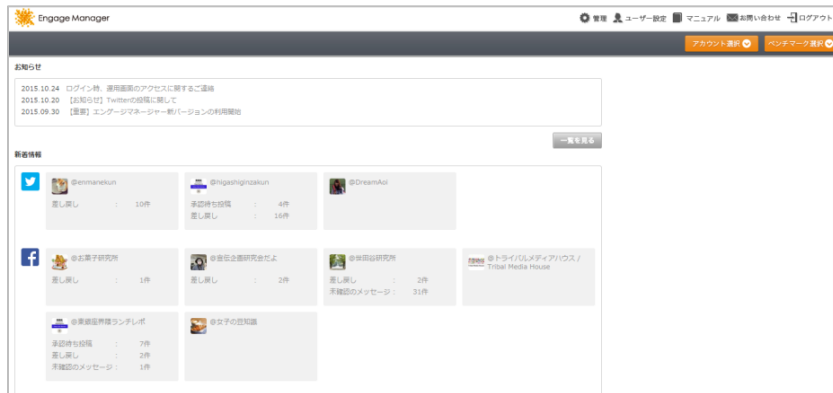 Engage Manager
管理 ユーザー設定 マニュアル お問い合わせ ログアウト
アカウント選択 ベンチマーク選択
お知らせ
2015.10.24 ログイン時、運用画面のアクセスに関するご連絡
2015.10.20 【お知らせ】Twitterの投稿に関して
2015.09.30 【重要】エンゲージマネージャー新バージョンの利用開始
一覧を見る
新着情報
@enmanekun
差し戻し : 10件
@higashiginzakun
承認待ち投稿 : 4件
差し戻し : 16件
@DreamAoi
@お菓子研究所
差し戻し : 1件
@宣伝企画研究会だよ
差し戻し : 2件
@世田谷研究所
差し戻し : 2件
未確認のメッセージ : 31件
@トライバルメディアハウス /
Tribal Media House
@東銀座界隈ランチレポ
承認待ち投稿 : 7件
差し戻し : 2件
未確認のメッセージ : 1件
@女子の豆知識